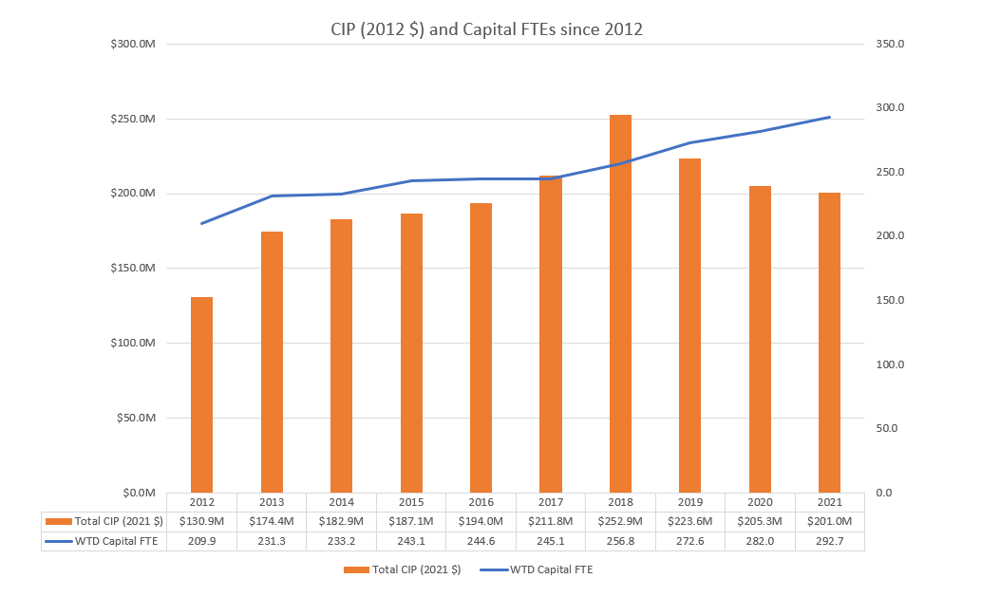 CIP (2012 $) and Capital FTEs since 2012
$300.0M 350.0
300.0
$250.0M
250.0
$200.0M
200.0
$150.0M
150.0
$100.0M
100.0
$50.0M
50.0
$0.0M 0.0
2012 2013 2014 2015 2016 2017 2018 2019 2020 2021
Total CIP (2021 $) $130.9M $174.4M $182.9M $187.1M $194.0M $211.8M $252.9M $223.6M $205.3M $201.0M
WTD Capital FTE 209.9 231.3 233.2 243.1 244.6 245.1 256.8 272.6 282.0 292.7
Total CIP (2021 $) WTD Capital FTE